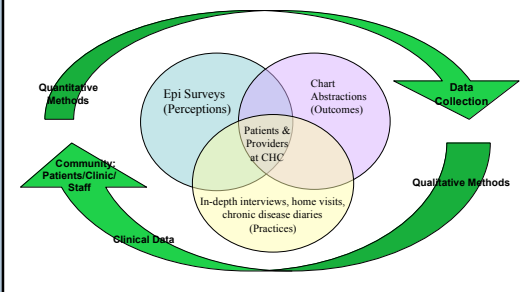 Quantitative
Methods
Epi Surveys
(Perceptions)
Chart
Abstractions
(Outcomes)
Data
Collection
Patients &
Providers
at CHC
Community:
Patients/Clinic/
Staff
In-depth interviews, home visits,
chronic disease diaries
(Practices)
Qualitative Methods
Clinical Data